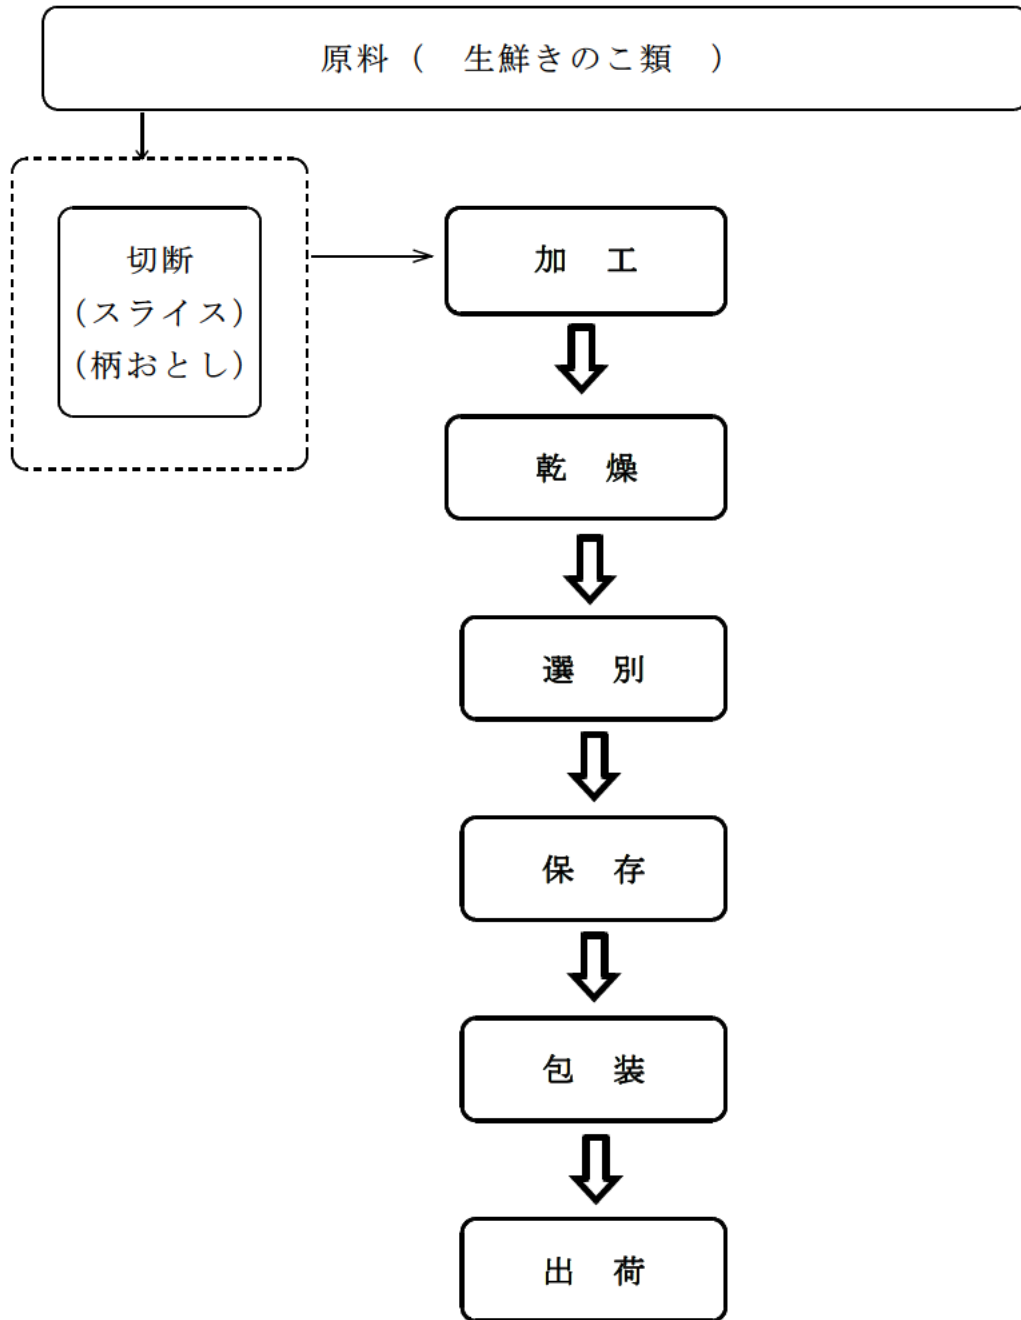 原料（　生鮮きのこ類　）
切断
（スライス）
（柄おとし）
加　工
乾　燥
選　別
保　存
包　装
出　荷